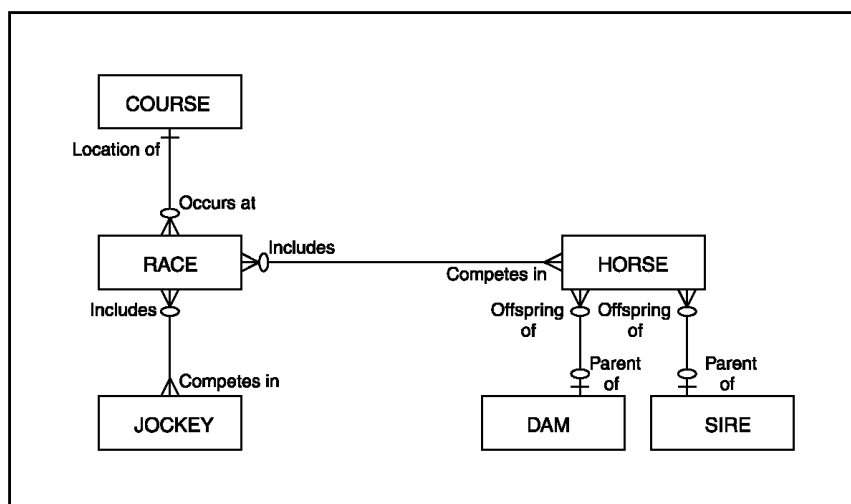 COURSE
Location of
Occurs at
RACE
Includes
Competes in
HORSE
Includes
Competes in
JOCKEY
Offspring
of
Offspring
of
Parent
of
Parent
of
DAM
SIRE